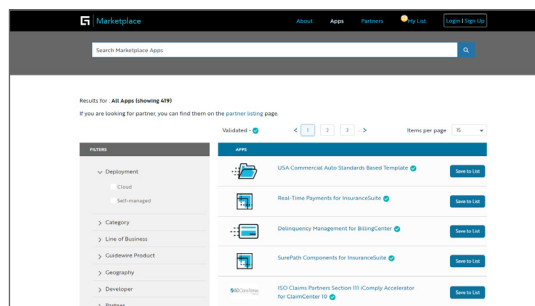 Marketplace
About
Apps
Partners
My List
Login | Sign Up
Search Marketplace Apps
Results for : All Apps (showing 419)
If you are looking for partner, you can find them on the partner listing page.
Validated -
< 1 2 3 ... >
Items per page 15
FILTERS
APPS
Deployment
Cloud
Self-managed
Category
Line of Business
Guidewire Product
Geography
Developer
Partner
USA Commercial Auto Standards Based Template
Save to List
Real-Time Payments for InsuranceSuite
Save to List
Delinquency Management for BillingCenter
Save to List
SurePath Components for InsuranceSuite
Save to List
ISO Claims Partners Section 111 iComply Accelerator
for ClaimCenter 10
Save to List